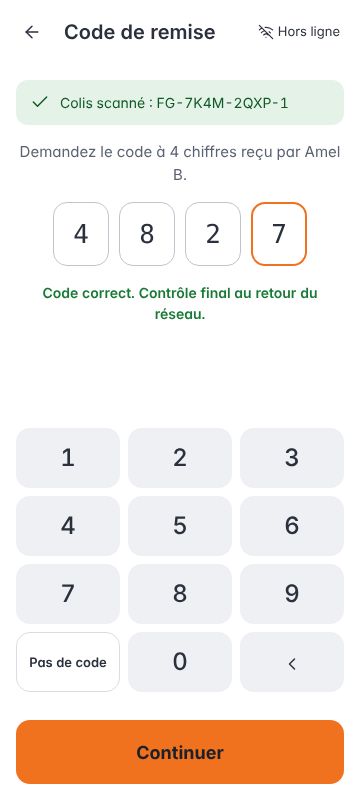 Code de remise
Hors ligne
Colis scanné : FG-7K4M-2QXP-1
Demandez le code à 4 chiffres reçu par Amel
B.
4 8 2 7
Code correct. Contrôle final au retour du
réseau.
1 2 3
4 5 6
7 8 9
Pas de code 0
Continuer